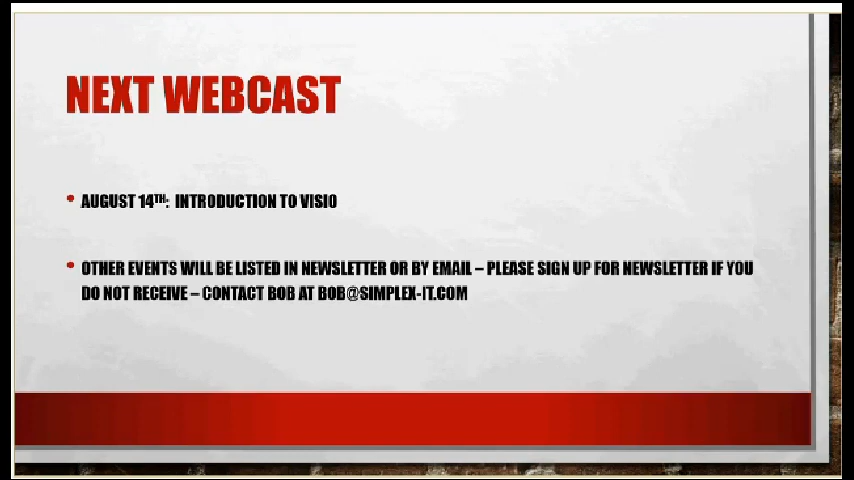 NEXT WEBCAST
• AUGUST 14TH: INTRODUCTION TO VISIO
• OTHER EVENTS WILL BE LISTED IN NEWSLETTER OR BY EMAIL – PLEASE SIGN UP FOR NEWSLETTER IF YOU
DO NOT RECEIVE – CONTACT BOB AT BOB@SIMPLEX-IT.COM